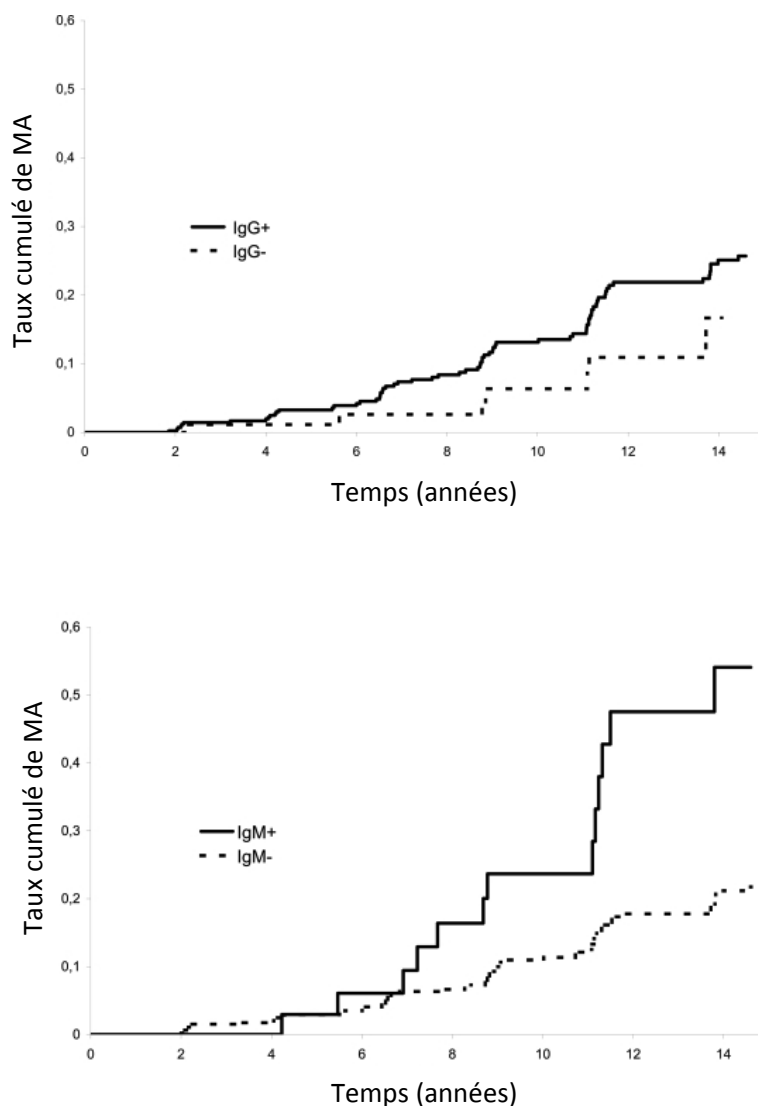 0,6
0,5
0,4
0,3
0,2
0,1
0
Taux cumulé de MA
IgG+
IgG-
0 2 4 6 8 10 12 14
Temps (années)
0,6
0,5
0,4
0,3
0,2
0,1
0
Taux cumulé de MA
IgM+
IgM-
0 2 4 6 8 10 12 14
Temps (années)